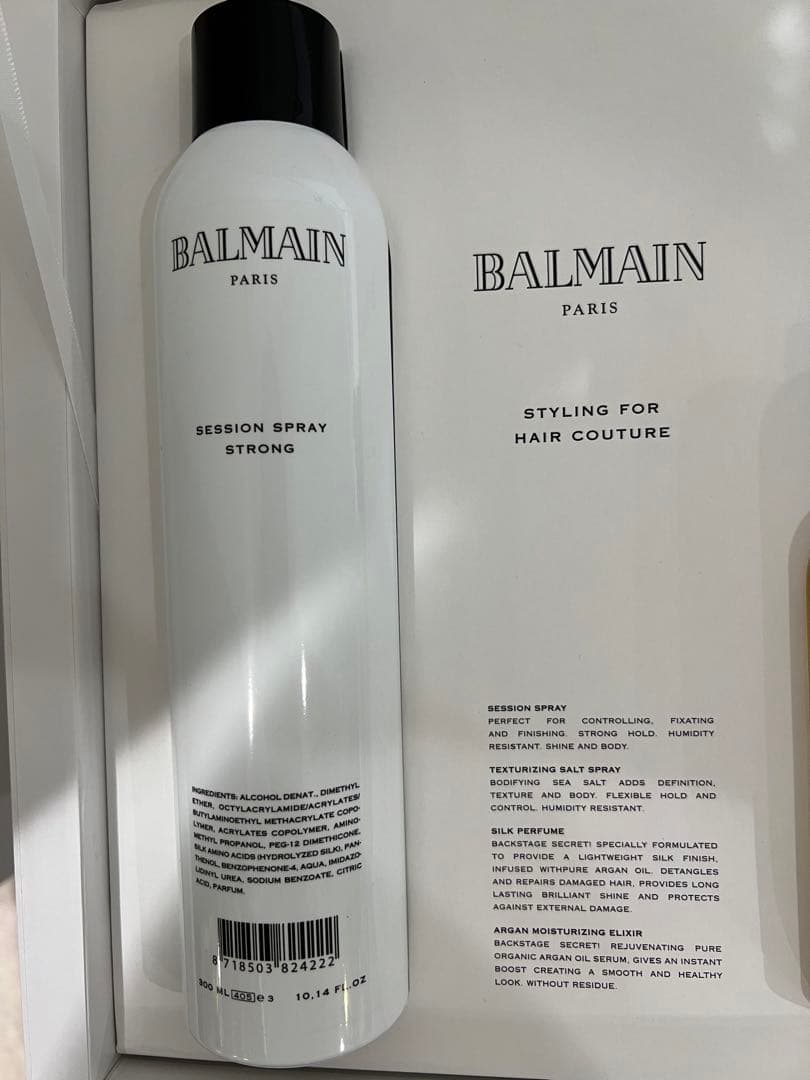 BALMAIN
PARIS
SESSION SPRAY
STRONG
INGREDIENTS: ALCOHOL DENAT., DIMETHYL
ETHER, OCTYLACRYLAMIDE/ACRYLATES/
BUTYLAMINOETHYL METHACRYLATE COPO-
LYMER, ACRYLATES COPOLYMER, AMINO-
METHYL PROPANOL, PEG-12 DIMETHICONE,
SILK AMINO ACIDS (HYDROLYZED SILK), PAN-
THENOL, BENZOPHENONE-4, AQUA, IMIDAZO-
LIDINYL UREA, SODIUM BENZOATE, CITRIC
ACID, PARFUM.
8 718503 824222
300 ML 405 e 3 10,14 FL.OZ
BALMAIN
PARIS
STYLING FOR
HAIR COUTURE
SESSION SPRAY
PERFECT FOR CONTROLLING, FIXATING
AND FINISHING. STRONG HOLD. HUMIDITY
RESISTANT. SHINE AND BODY.
TEXTURIZING SALT SPRAY
BODIFYING SEA SALT ADDS DEFINITION,
TEXTURE AND BODY. FLEXIBLE HOLD AND
CONTROL. HUMIDITY RESISTANT.
SILK PERFUME
BACKSTAGE SECRET! SPECIALLY FORMULATED
TO PROVIDE A LIGHTWEIGHT SILK FINISH,
INFUSED WITHPURE ARGAN OIL. DETANGLES
AND REPAIRS DAMAGED HAIR, PROVIDES LONG
LASTING BRILLIANT SHINE AND PROTECTS
AGAINST EXTERNAL DAMAGE.
ARGAN MOISTURIZING ELIXIR
BACKSTAGE SECRET! REJUVENATING PURE
ORGANIC ARGAN OIL SERUM, GIVES AN INSTANT
BOOST CREATING A SMOOTH AND HEALTHY
LOOK. WITHOUT RESIDUE.